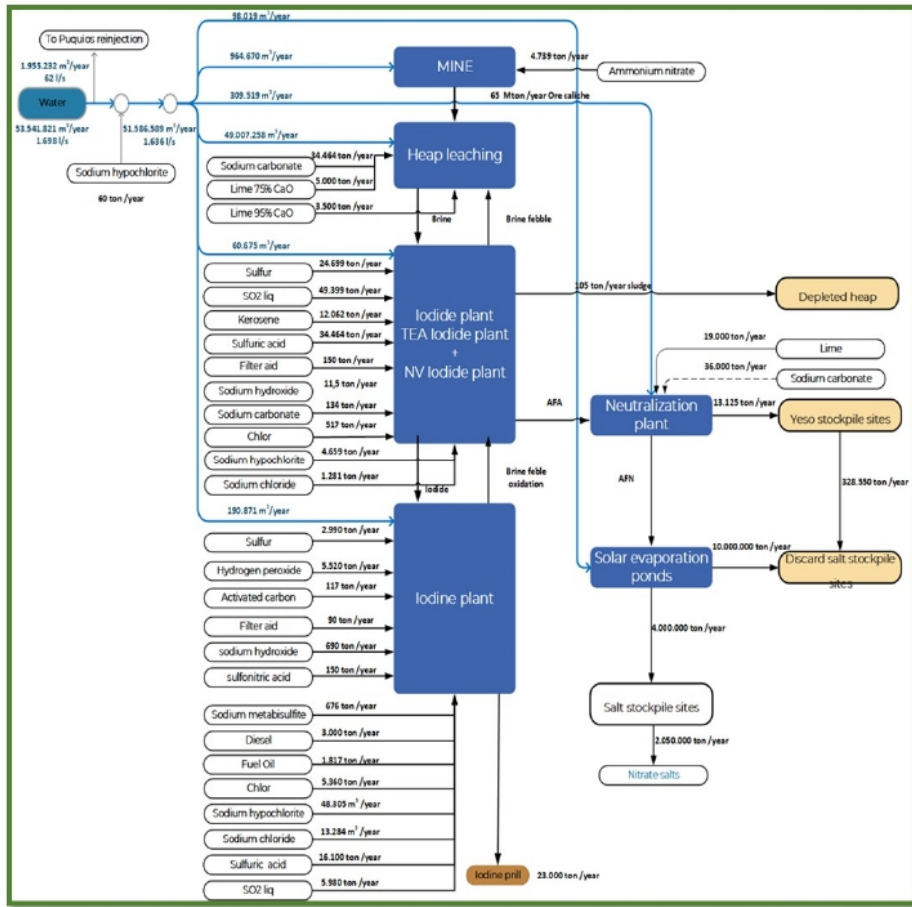 98.019 m³/year
To Puquios reinjection
964.670 m³/year
MINE
4.739 ton/year
Ammonium nitrate
1.955.232 m³/year
62 l/s
309.519 m³/year
65 Mton/year Ore caliche
Water
53.541.821 m³/year
1.698 l/s
51.586.589 m³/year
1.636 l/s
49.007.258 m³/year
Heap leaching
Sodium hypochlorite
60 ton/year
34.464 ton/year
Sodium carbonate
5.000 ton/year
Lime 75% CaO
3.500 ton/year
Lime 95% CaO
Brine
Brine febble
60.675 m³/year
24.699 ton/year
Sulfur
49.399 ton/year
SO2 liq
12.062 ton/year
Kerosene
34.464 ton/year
Sulfuric acid
150 ton/year
Filter aid
11,5 ton/year
Sodium hydroxide
134 ton/year
Sodium carbonate
517 ton/year
Chlor
4.659 ton/year
Sodium hypochlorite
1.281 ton/year
Sodium chloride
Iodide plant
TEA Iodide plant
+
NV Iodide plant
105 ton/year sludge
Depleted heap
19.000 ton/year
Lime
36.000 ton/year
Sodium carbonate
AFA
Neutralization
plant
13.125 ton/year
Yeso stockpile sites
Iodide
Brine feble
oxidation
AFN
328.550 ton/year
190.871 m³/year
2.990 ton/year
Sulfur
5.520 ton/year
Hydrogen peroxide
117 ton/year
Activated carbon
90 ton/year
Filter aid
690 ton/year
sodium hydroxide
150 ton/year
sulfonitric acid
Iodine plant
Solar evaporation
ponds
10.000.000 ton/year
Discard salt stockpile
sites
4.000.000 ton/year
676 ton/year
Sodium metabisulfite
3.000 ton/year
Diesel
1.817 ton/year
Fuel Oil
5.360 ton/year
Chlor
48.305 m³/year
Sodium hypochlorite
13.284 m³/year
Sodium chloride
16.100 ton/year
Sulfuric acid
5.980 ton/year
SO2 liq
Salt stockpile sites
2.050.000 ton/year
Nitrate salts
Iodine prill
23.000 ton/year